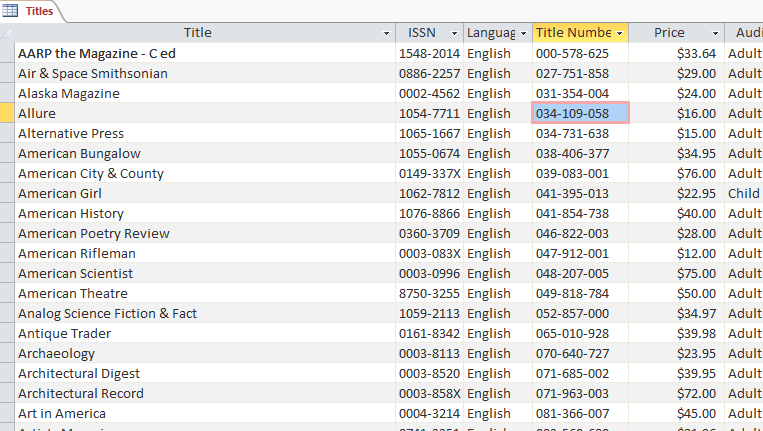 Titles
Title ISSN Languag Title Numbe Price Audi
AARP the Magazine - C ed 1548-2014 English 000-578-625 $33.64 Adult
Air & Space Smithsonian 0886-2257 English 027-751-858 $29.00 Adult
Alaska Magazine 0002-4562 English 031-354-004 $24.00 Adult
Allure 1054-7711 English 034-109-058 $16.00 Adult
Alternative Press 1065-1667 English 034-731-638 $15.00 Adult
American Bungalow 1055-0674 English 038-406-377 $34.95 Adult
American City & County 0149-337X English 039-083-001 $76.00 Adult
American Girl 1062-7812 English 041-395-013 $22.95 Child
American History 1076-8866 English 041-854-738 $40.00 Adult
American Poetry Review 0360-3709 English 046-822-003 $28.00 Adult
American Rifleman 0003-083X English 047-912-001 $12.00 Adult
American Scientist 0003-0996 English 048-207-005 $75.00 Adult
American Theatre 8750-3255 English 049-818-784 $50.00 Adult
Analog Science Fiction & Fact 1059-2113 English 052-857-000 $34.97 Adult
Antique Trader 0161-8342 English 065-010-928 $39.98 Adult
Archaeology 0003-8113 English 070-640-727 $23.95 Adult
Architectural Digest 0003-8520 English 071-685-002 $39.95 Adult
Architectural Record 0003-858X English 071-963-003 $72.00 Adult
Art in America 0004-3214 English 081-366-007 $45.00 Adult